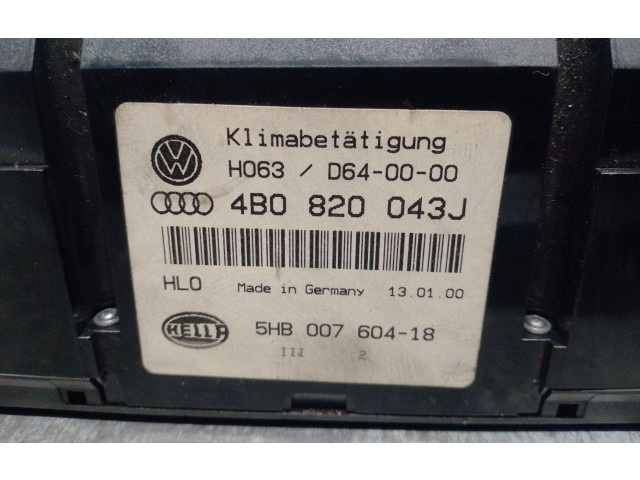 Klimabetätigung
H063 / D64-00-00
4B0 820 043J
HLO Made in Germany 13.01.00
HELLA 5HB 007 604-18
IIJ 2